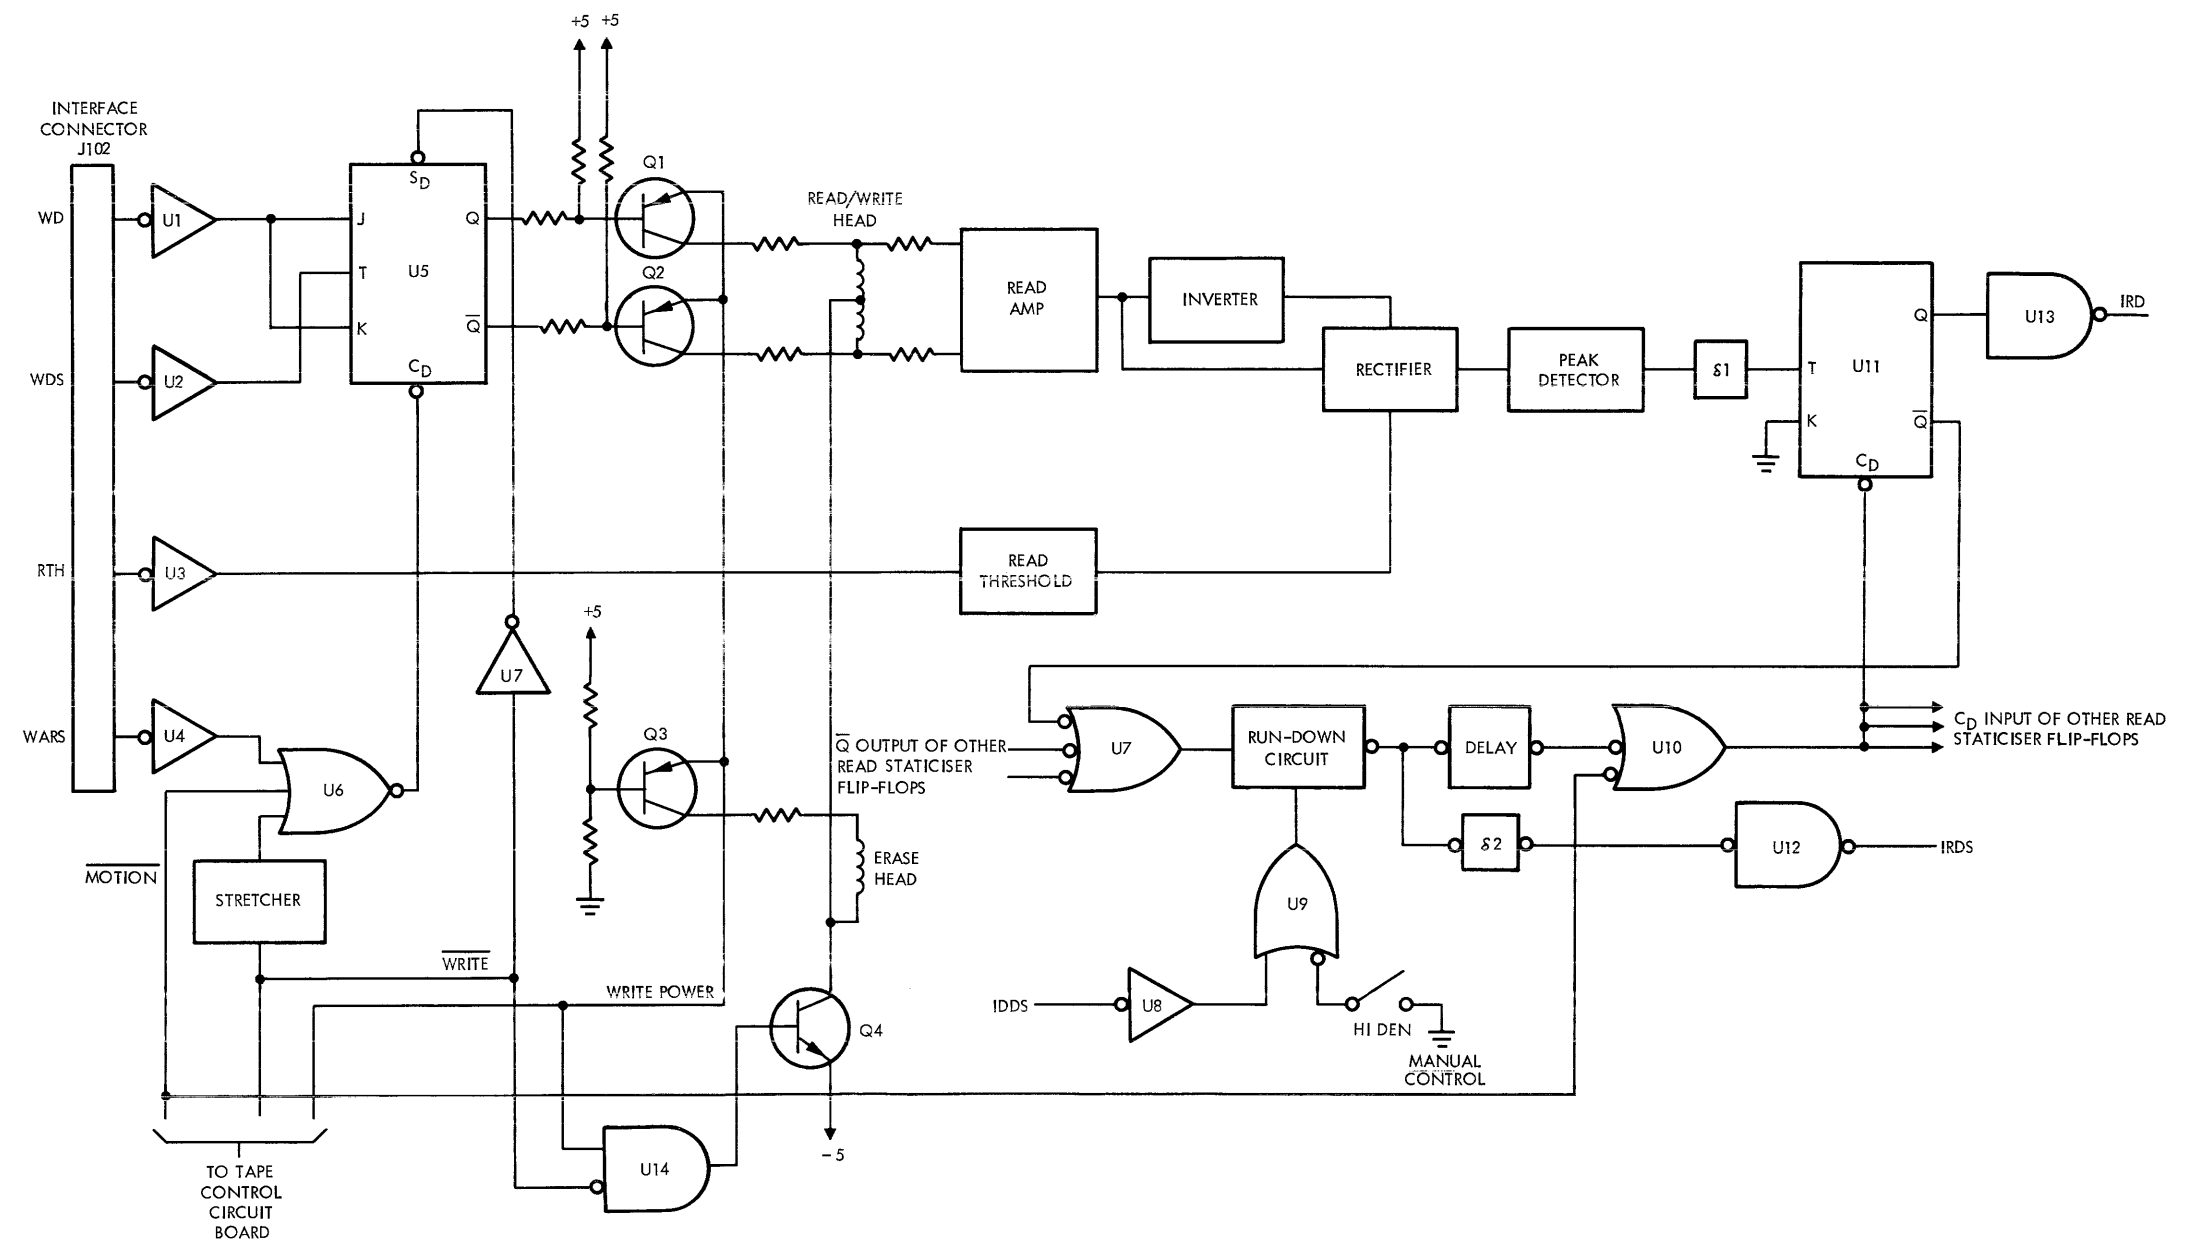 +5 +5
INTERFACE
CONNECTOR
J102
WD
U1
WDS
U2
RTH
U3
WARS
U4
S̅D
J
Q
T
U5
K
Q̅
CD
Q1
Q2
READ/WRITE
HEAD
READ
AMP
INVERTER
RECTIFIER
PEAK
DETECTOR
δ1
T
U11
K
Q
Q̅
CD
U13
IRD
READ
THRESHOLD
U7
+5
Q3
U6
MOTION
STRETCHER
WRITE
WRITE POWER
ERASE
HEAD
Q4
-5
U14
TO TAPE
CONTROL
CIRCUIT
BOARD
Q̅ OUTPUT OF OTHER
READ STATICISER
FLIP-FLOPS
U7
RUN-DOWN
CIRCUIT
DELAY
U10
CD INPUT OF OTHER READ
STATICISER FLIP-FLOPS
δ2
U12
IRDS
U9
IDDS
U8
HI DEN
MANUAL
CONTROL